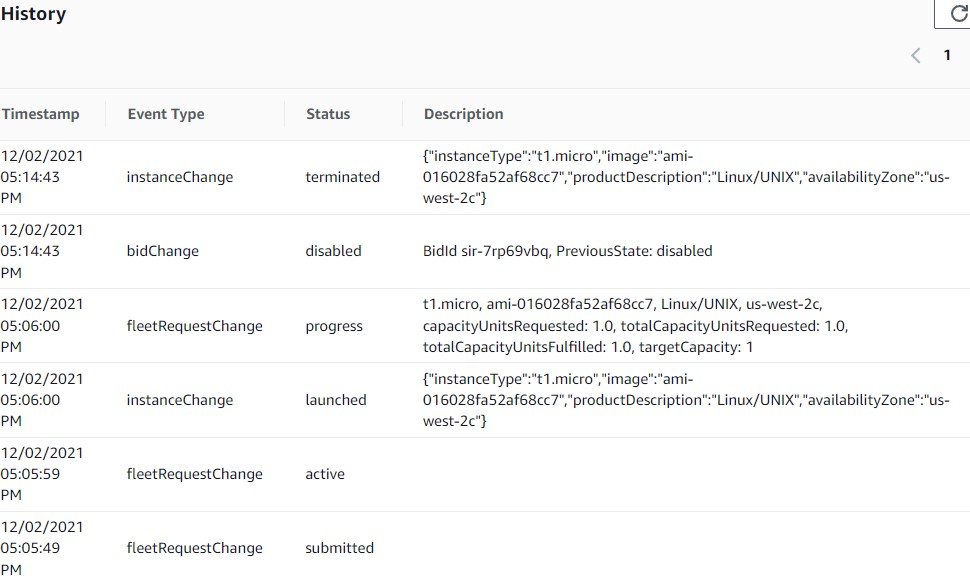 History
1
Timestamp Event Type Status Description
12/02/2021
05:14:43
PM
instanceChange
terminated
{"instanceType":"t1.micro","image":"ami-
016028fa52af68cc7","productDescription":"Linux/UNIX","availabilityZone":"us-
west-2c"}
12/02/2021
05:14:43
PM
bidChange
disabled
BidId sir-7rp69vbq, PreviousState: disabled
12/02/2021
05:06:00
PM
fleetRequestChange
progress
t1.micro, ami-016028fa52af68cc7, Linux/UNIX, us-west-2c,
capacityUnitsRequested: 1.0, totalCapacityUnitsRequested: 1.0,
totalCapacityUnitsFulfilled: 1.0, targetCapacity: 1
12/02/2021
05:06:00
PM
instanceChange
launched
{"instanceType":"t1.micro","image":"ami-
016028fa52af68cc7","productDescription":"Linux/UNIX","availabilityZone":"us-
west-2c"}
12/02/2021
05:05:59
PM
fleetRequestChange
active
12/02/2021
05:05:49
PM
fleetRequestChange
submitted